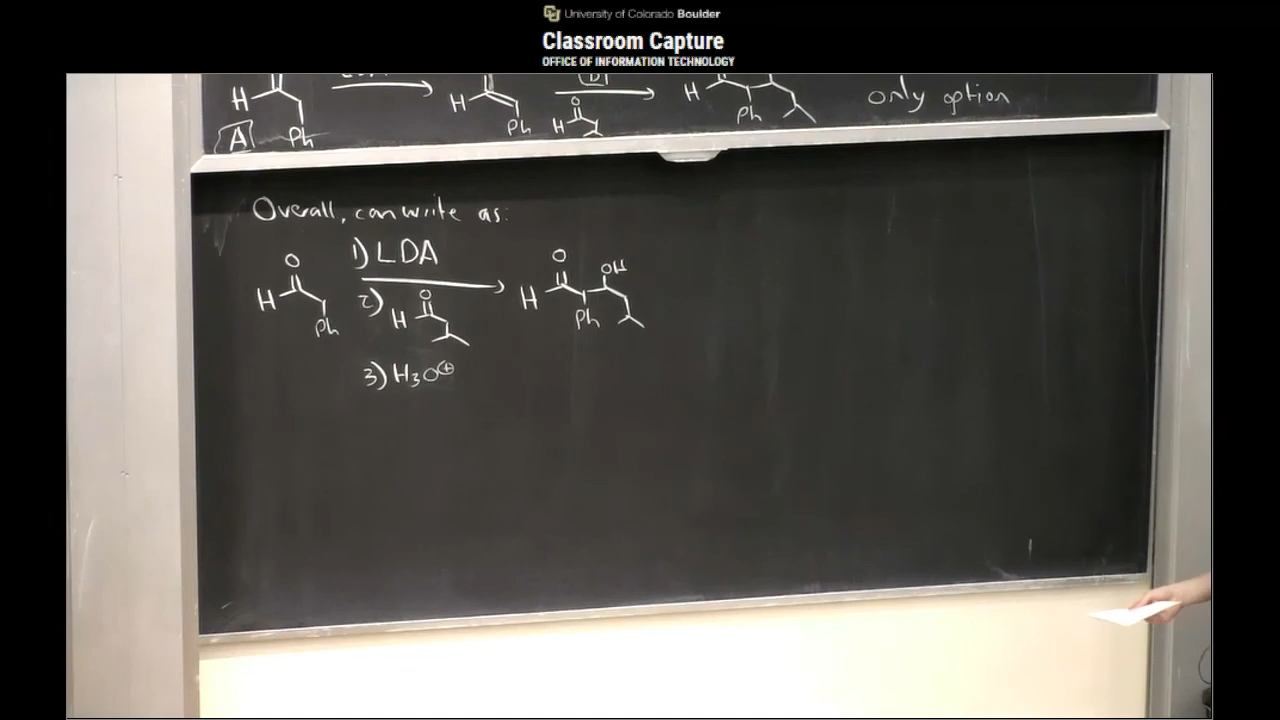 University of Colorado Boulder
Classroom Capture
OFFICE OF INFORMATION TECHNOLOGY
H H H only option
Ph H Ph
A Ph
Overall, can write as:
1) LDA
O O OH
H 2) O H
H
Ph Ph
3) H3O⊕